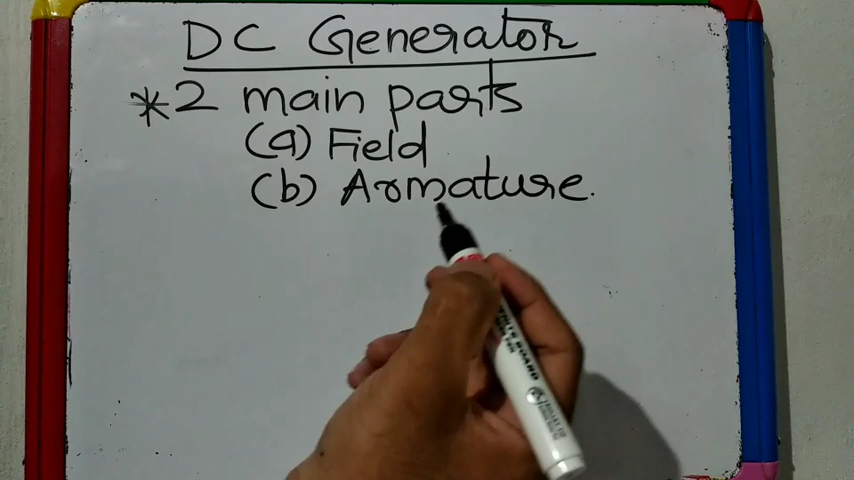 DC Generator
*2 main parts
(a) Field
(b) Armature.